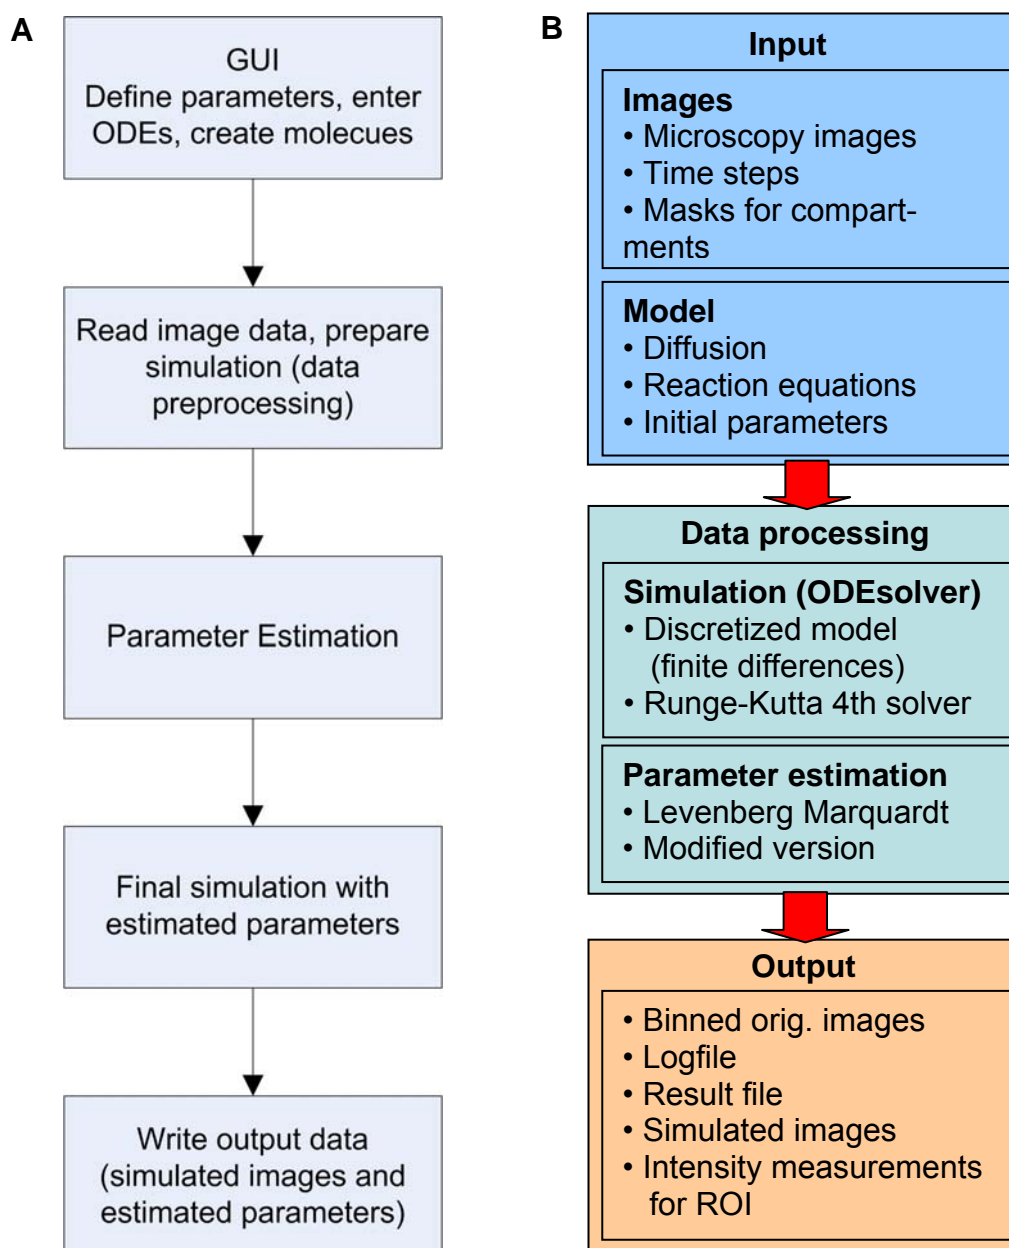 A
GUI
Define parameters, enter
ODEs, create molecues
Read image data, prepare
simulation (data
preprocessing)
Parameter Estimation
Final simulation with
estimated parameters
Write output data
(simulated images and
estimated parameters)
B
Input
Images
• Microscopy images
• Time steps
• Masks for compart-
ments
Model
• Diffusion
• Reaction equations
• Initial parameters
Data processing
Simulation (ODEsolver)
• Discretized model
(finite differences)
• Runge-Kutta 4th solver
Parameter estimation
• Levenberg Marquardt
• Modified version
Output
• Binned orig. images
• Logfile
• Result file
• Simulated images
• Intensity measurements
for ROI